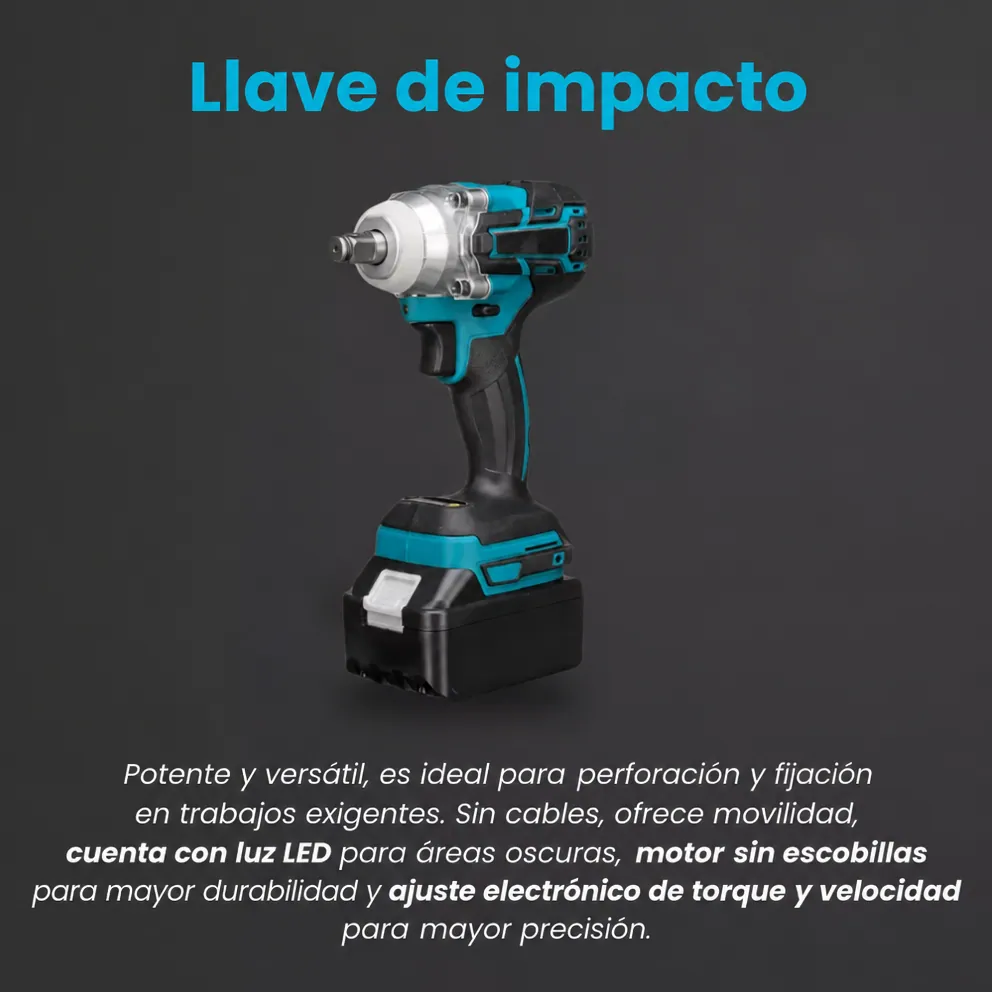 Llave de impacto
Potente y versátil, es ideal para perforación y fijación
en trabajos exigentes. Sin cables, ofrece movilidad,
cuenta con luz LED para áreas oscuras, motor sin escobillas
para mayor durabilidad y ajuste electrónico de torque y velocidad
para mayor precisión.